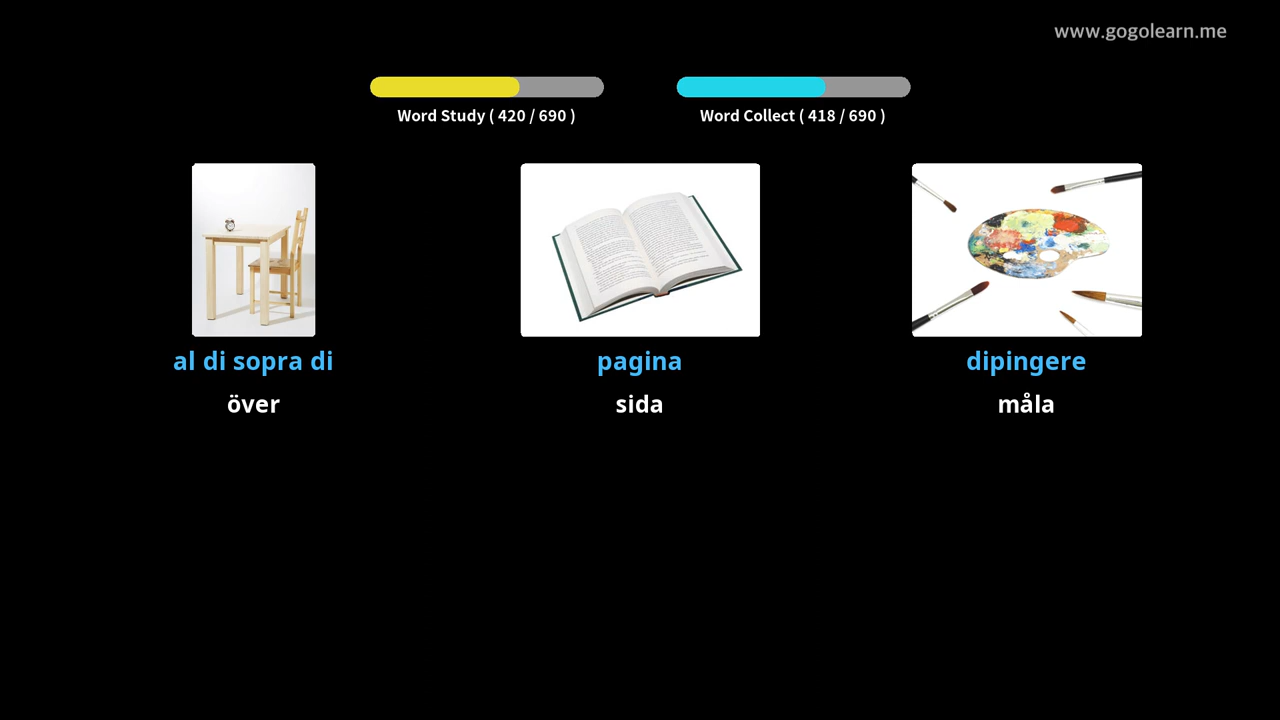 www.gogolearn.me
Word Study ( 420 / 690 )
Word Collect ( 418 / 690 )
al di sopra di
över
pagina
sida
dipingere
måla